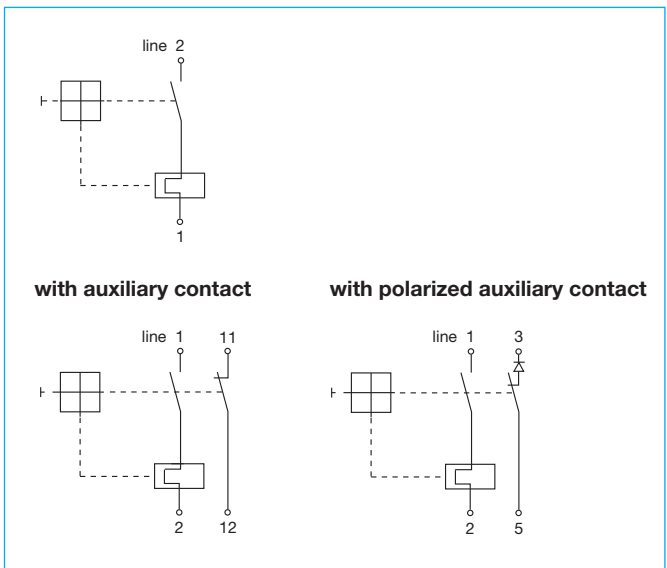 line 2
1
with auxiliary contact
with polarized auxiliary contact
line 1 11
line 1 3
2 12
2 5